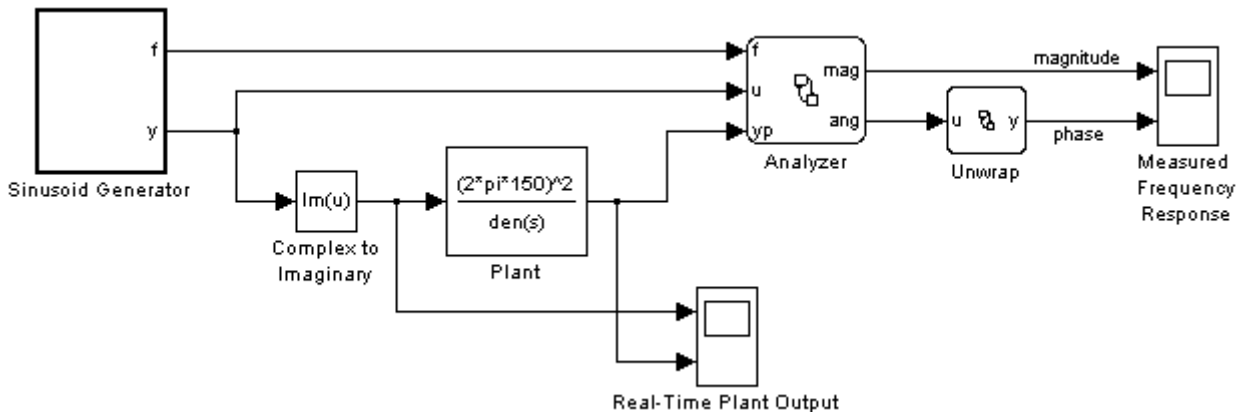 f
y
Sinusoid Generator
Im(u)
Complex to
Imaginary
(2*pi*150)^2
den(s)
Plant
f
u
yp
mag
ang
Analyzer
u
y
Unwrap
magnitude
phase
Measured
Frequency
Response
Real-Time Plant Output